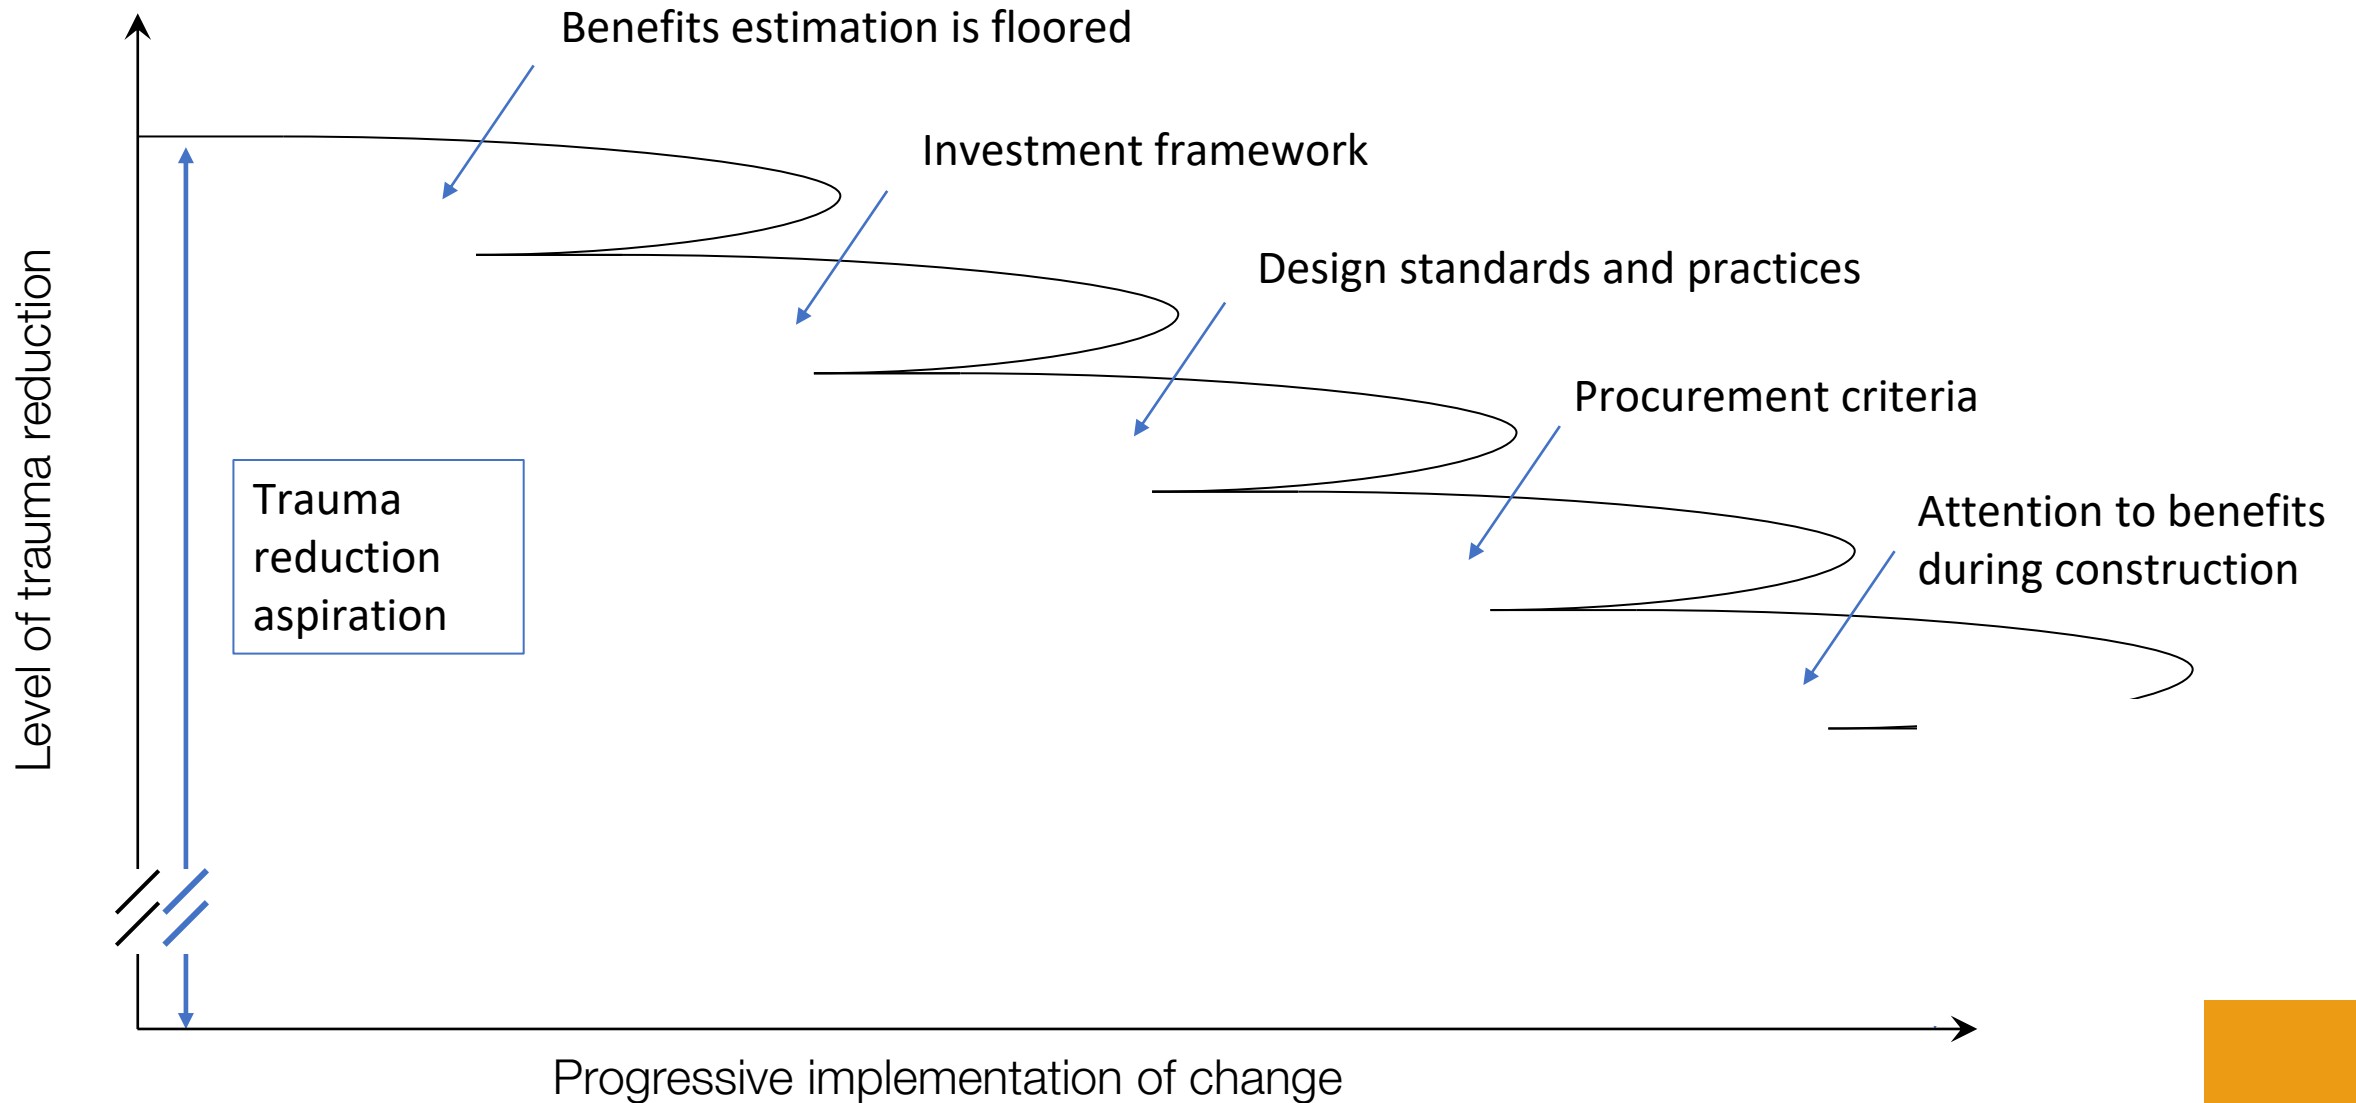 Benefits estimation is floored
Investment framework
Design standards and practices
Procurement criteria
Attention to benefits
during construction
Trauma
reduction
aspiration
Level of trauma reduction
Progressive implementation of change